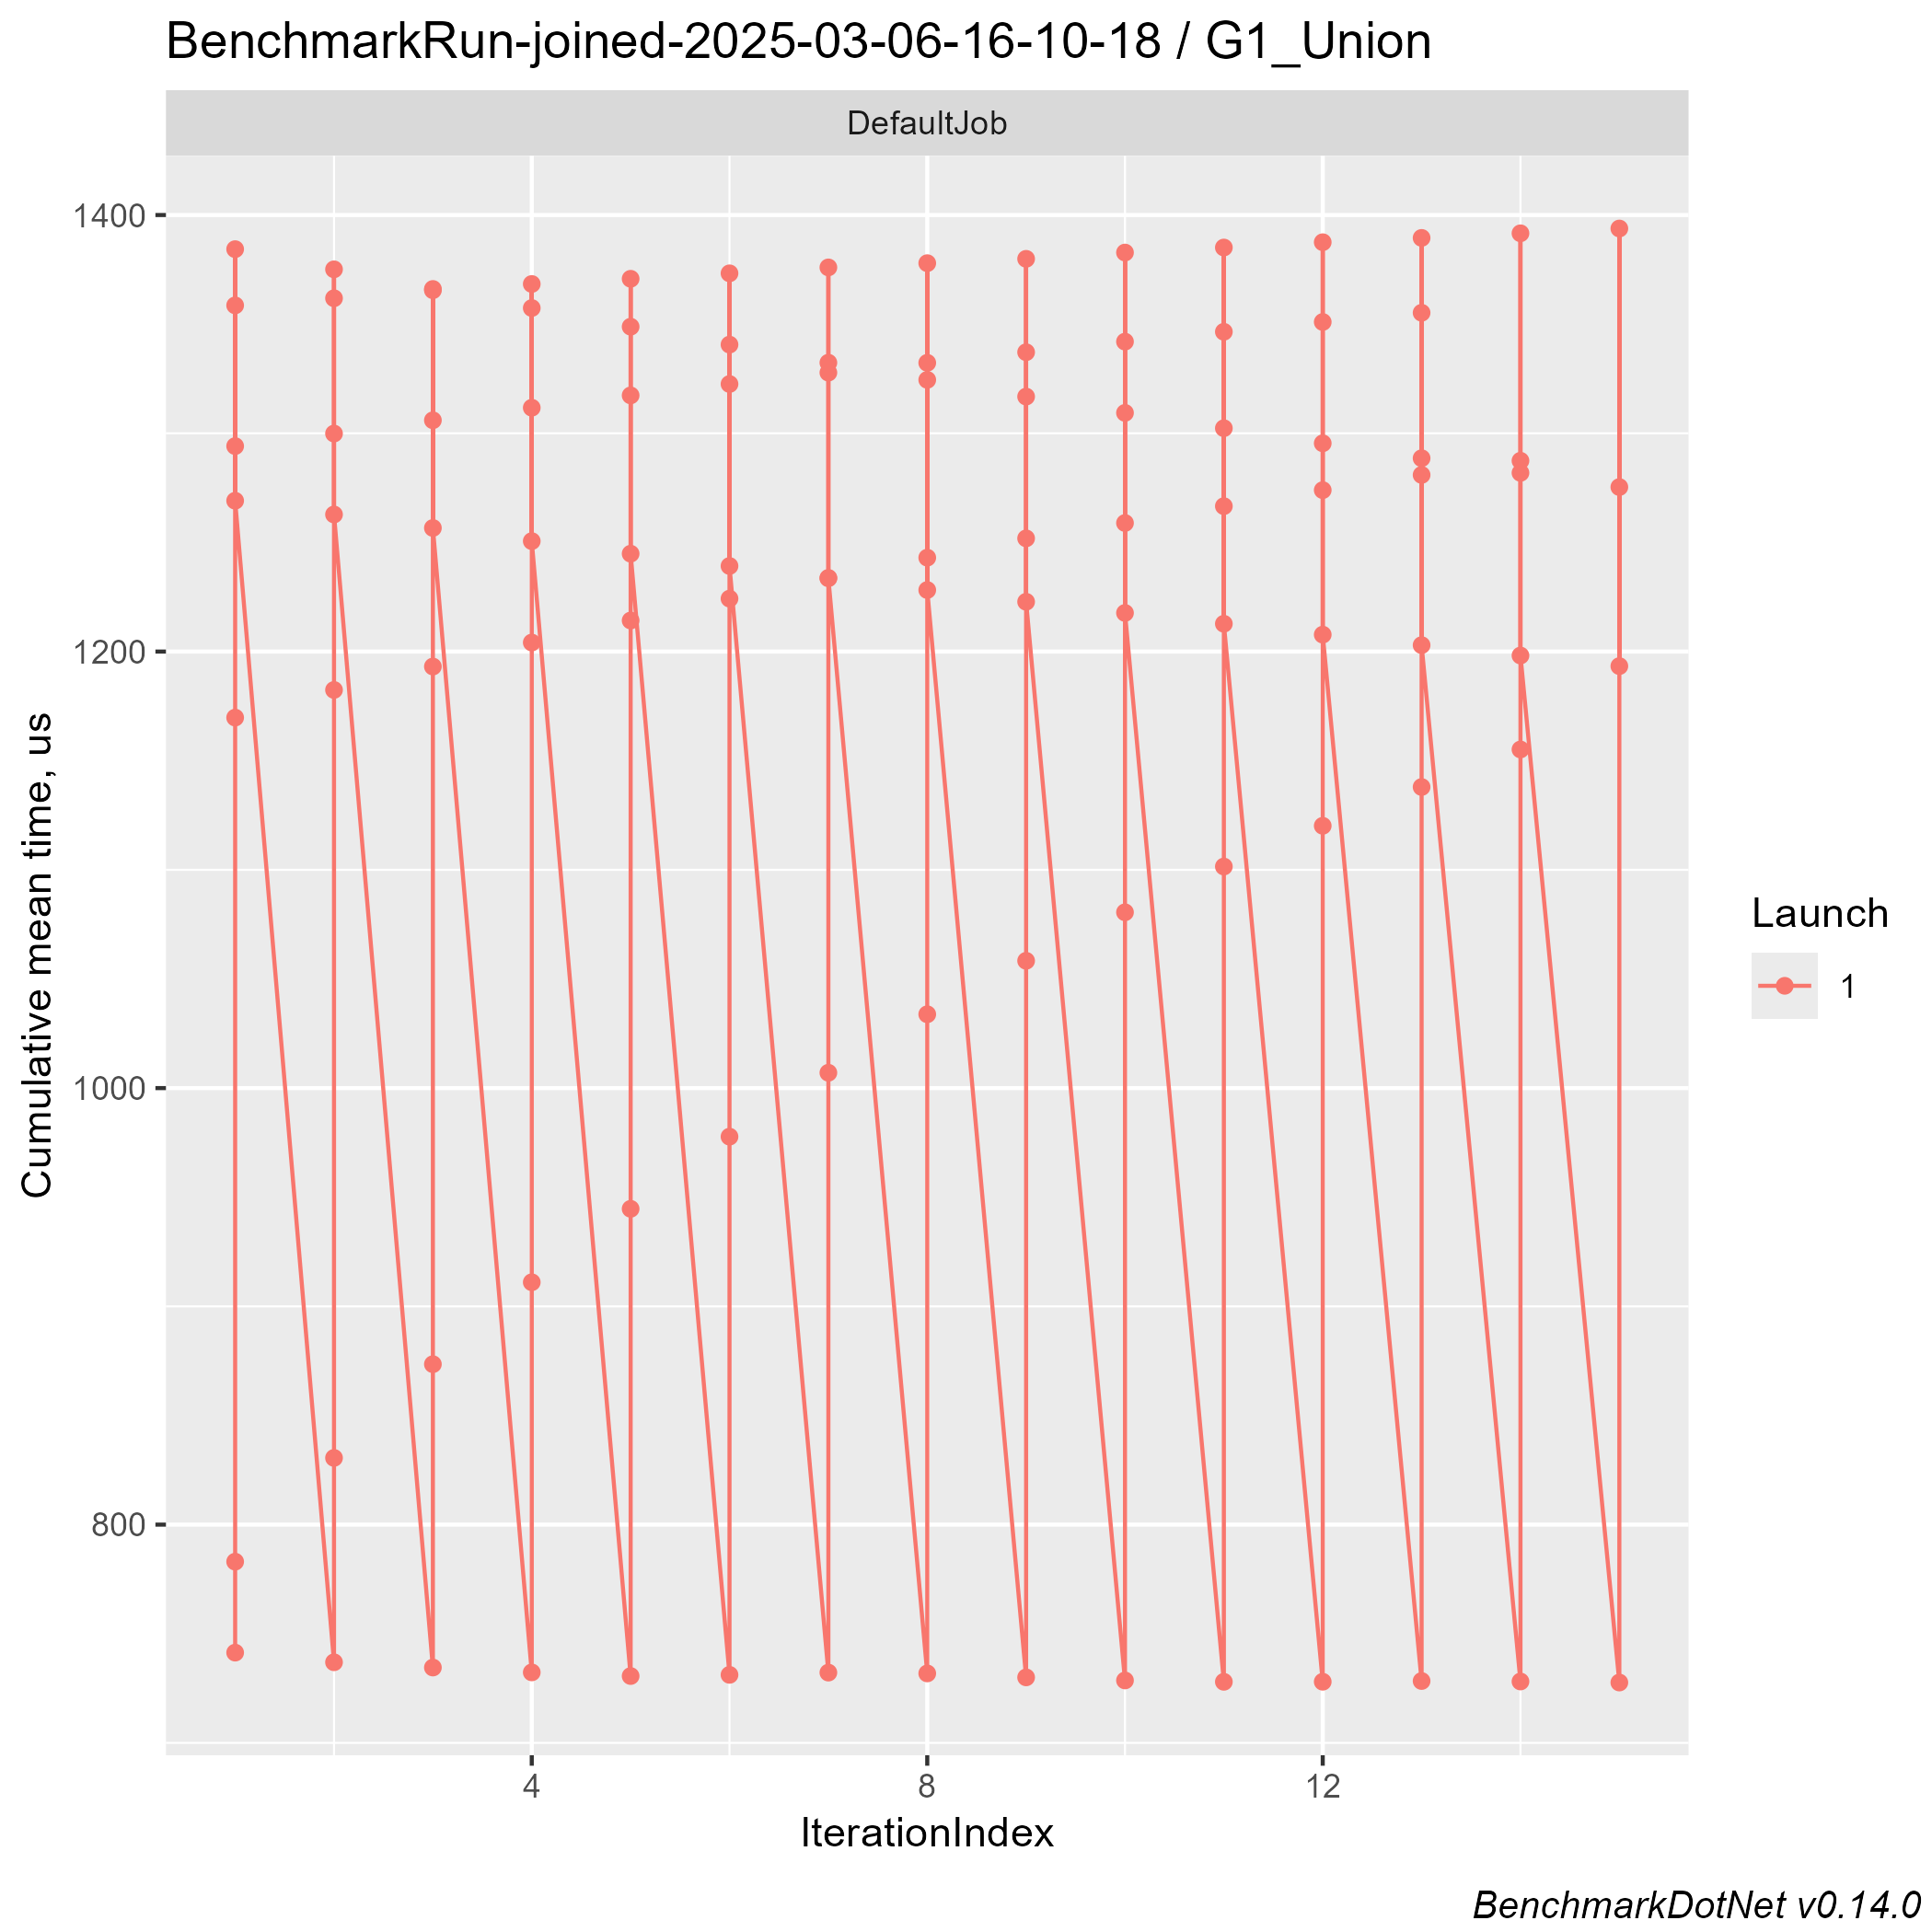 BenchmarkRun-joined-2025-03-06-16-10-18 / G1_Union
DefaultJob
1400
1200
1000
800
Cumulative mean time, us
4
8
12
IterationIndex
Launch
1
BenchmarkDotNet v0.14.0